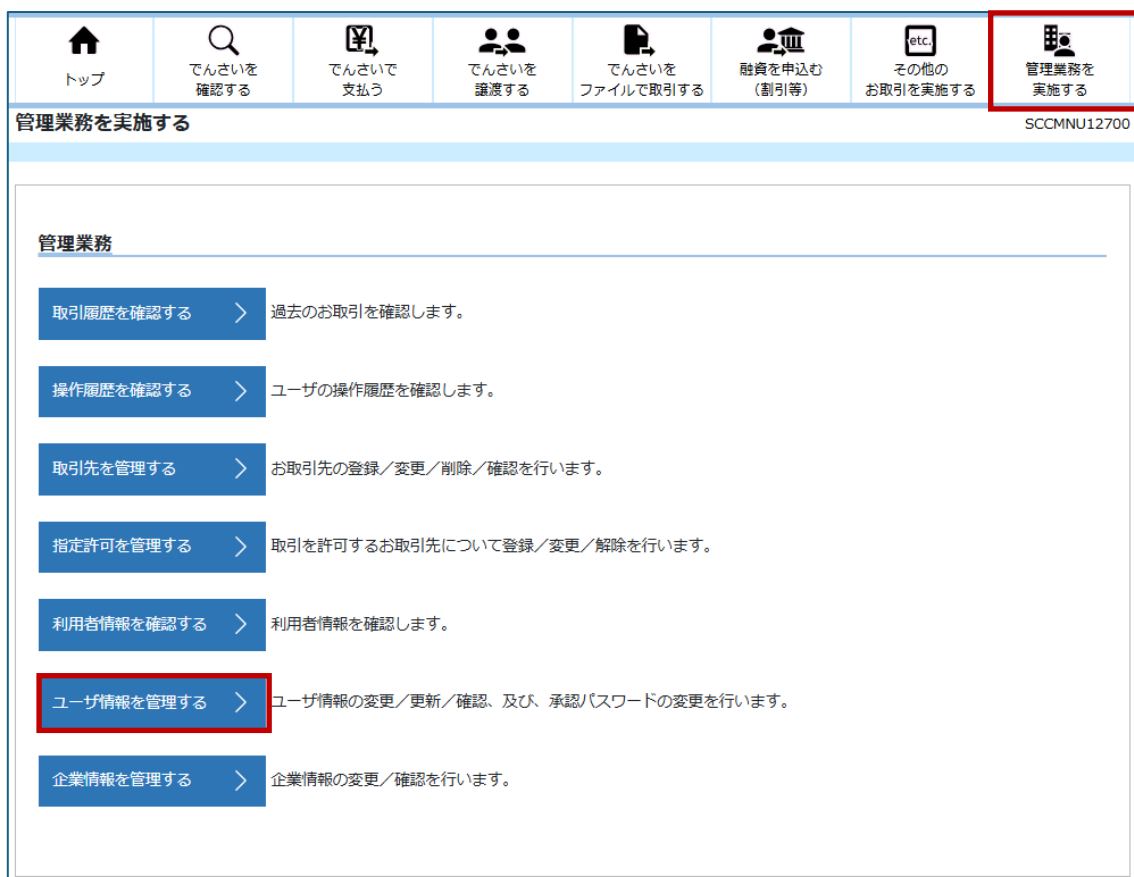 トップ
でんさいを
確認する
でんさいで
支払う
でんさいを
譲渡する
でんさいを
ファイルで取引する
融資を申込む
(割引等)
etc.
その他の
お取引を実施する
管理業務を
実施する
管理業務を実施する
SCCMNU12700
管理業務
取引履歴を確認する 過去のお取引を確認します。
操作履歴を確認する ユーザの操作履歴を確認します。
取引先を管理する お取引先の登録／変更／削除／確認を行います。
指定許可を管理する 取引を許可するお取引先について登録／変更／解除を行います。
利用者情報を確認する 利用者情報を確認します。
ユーザ情報を管理する ユーザ情報の変更／更新／確認、及び、承認パスワードの変更を行います。
企業情報を管理する 企業情報の変更／確認を行います。